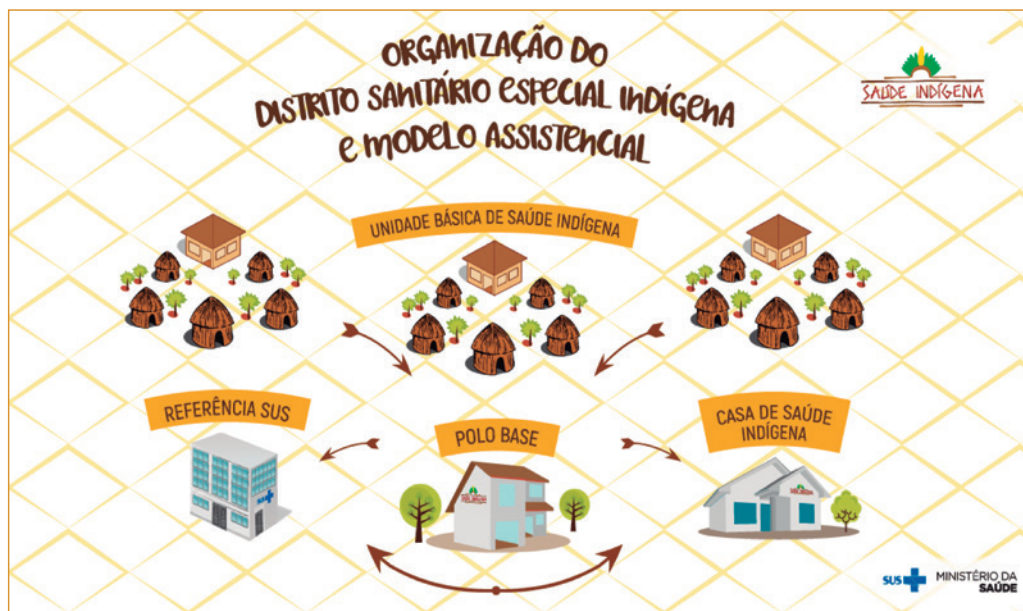 ORGANIZAÇÃO DO
DISTRITO SANITÁRIO ESPECIAL INDÍGENA
E MODELO ASSISTENCIAL
SAÚDE INDÍGENA
UNIDADE BÁSICA DE SAÚDE INDÍGENA
REFERÊNCIA SUS
POLO BASE
CASA DE SAÚDE
INDÍGENA
SUS
SUS
MINISTÉRIO DA
SAÚDE